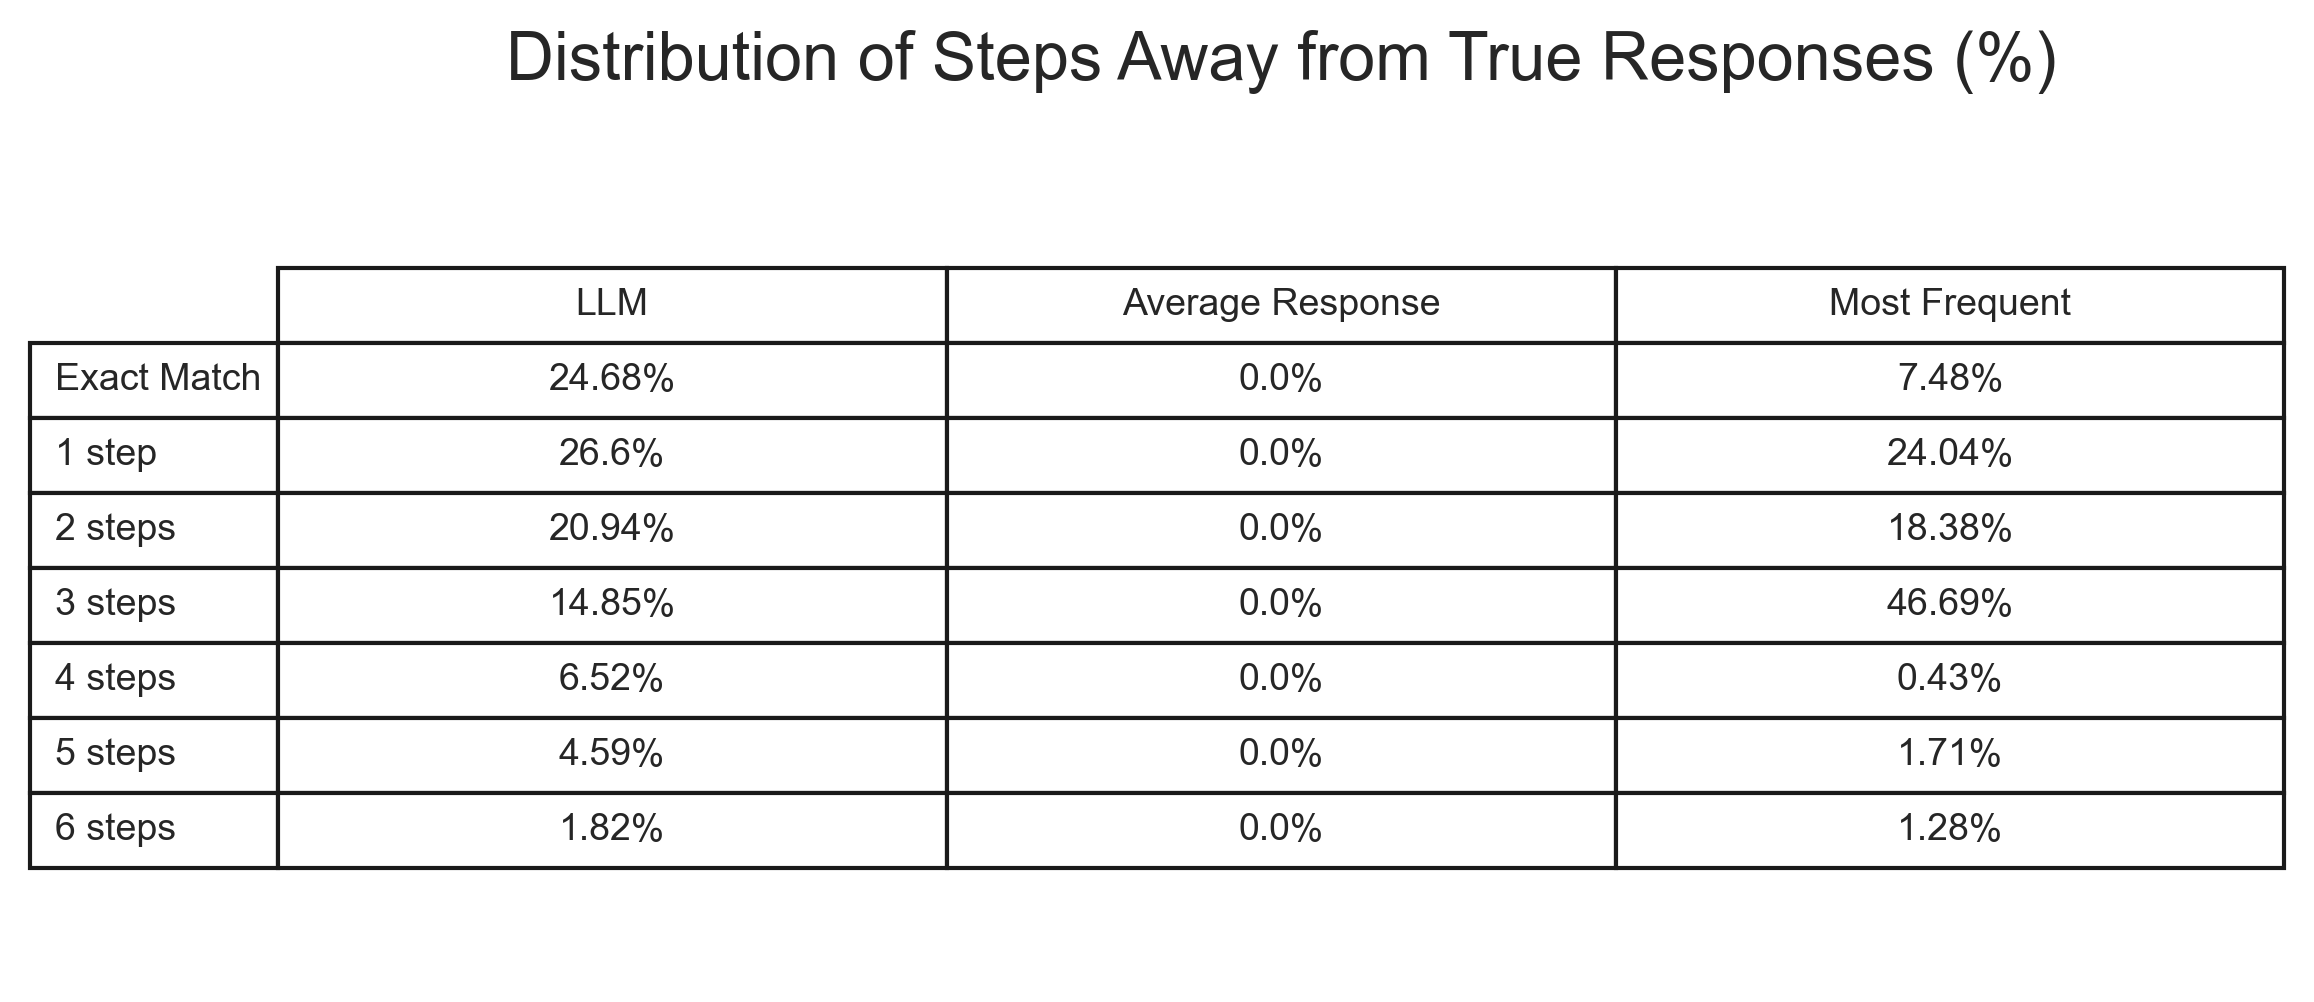 Distribution of Steps Away from True Responses (%)
LLM Average Response Most Frequent
Exact Match 24.68% 0.0% 7.48%
1 step 26.6% 0.0% 24.04%
2 steps 20.94% 0.0% 18.38%
3 steps 14.85% 0.0% 46.69%
4 steps 6.52% 0.0% 0.43%
5 steps 4.59% 0.0% 1.71%
6 steps 1.82% 0.0% 1.28%